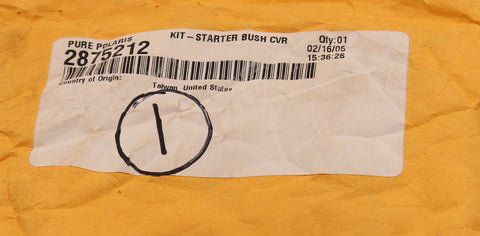 PURE POLARIS KIT-STARTER BUSH CVR Qty:01
2875212 02/16/05
15:36:26
Country of Origin:
Taiwan United States
1